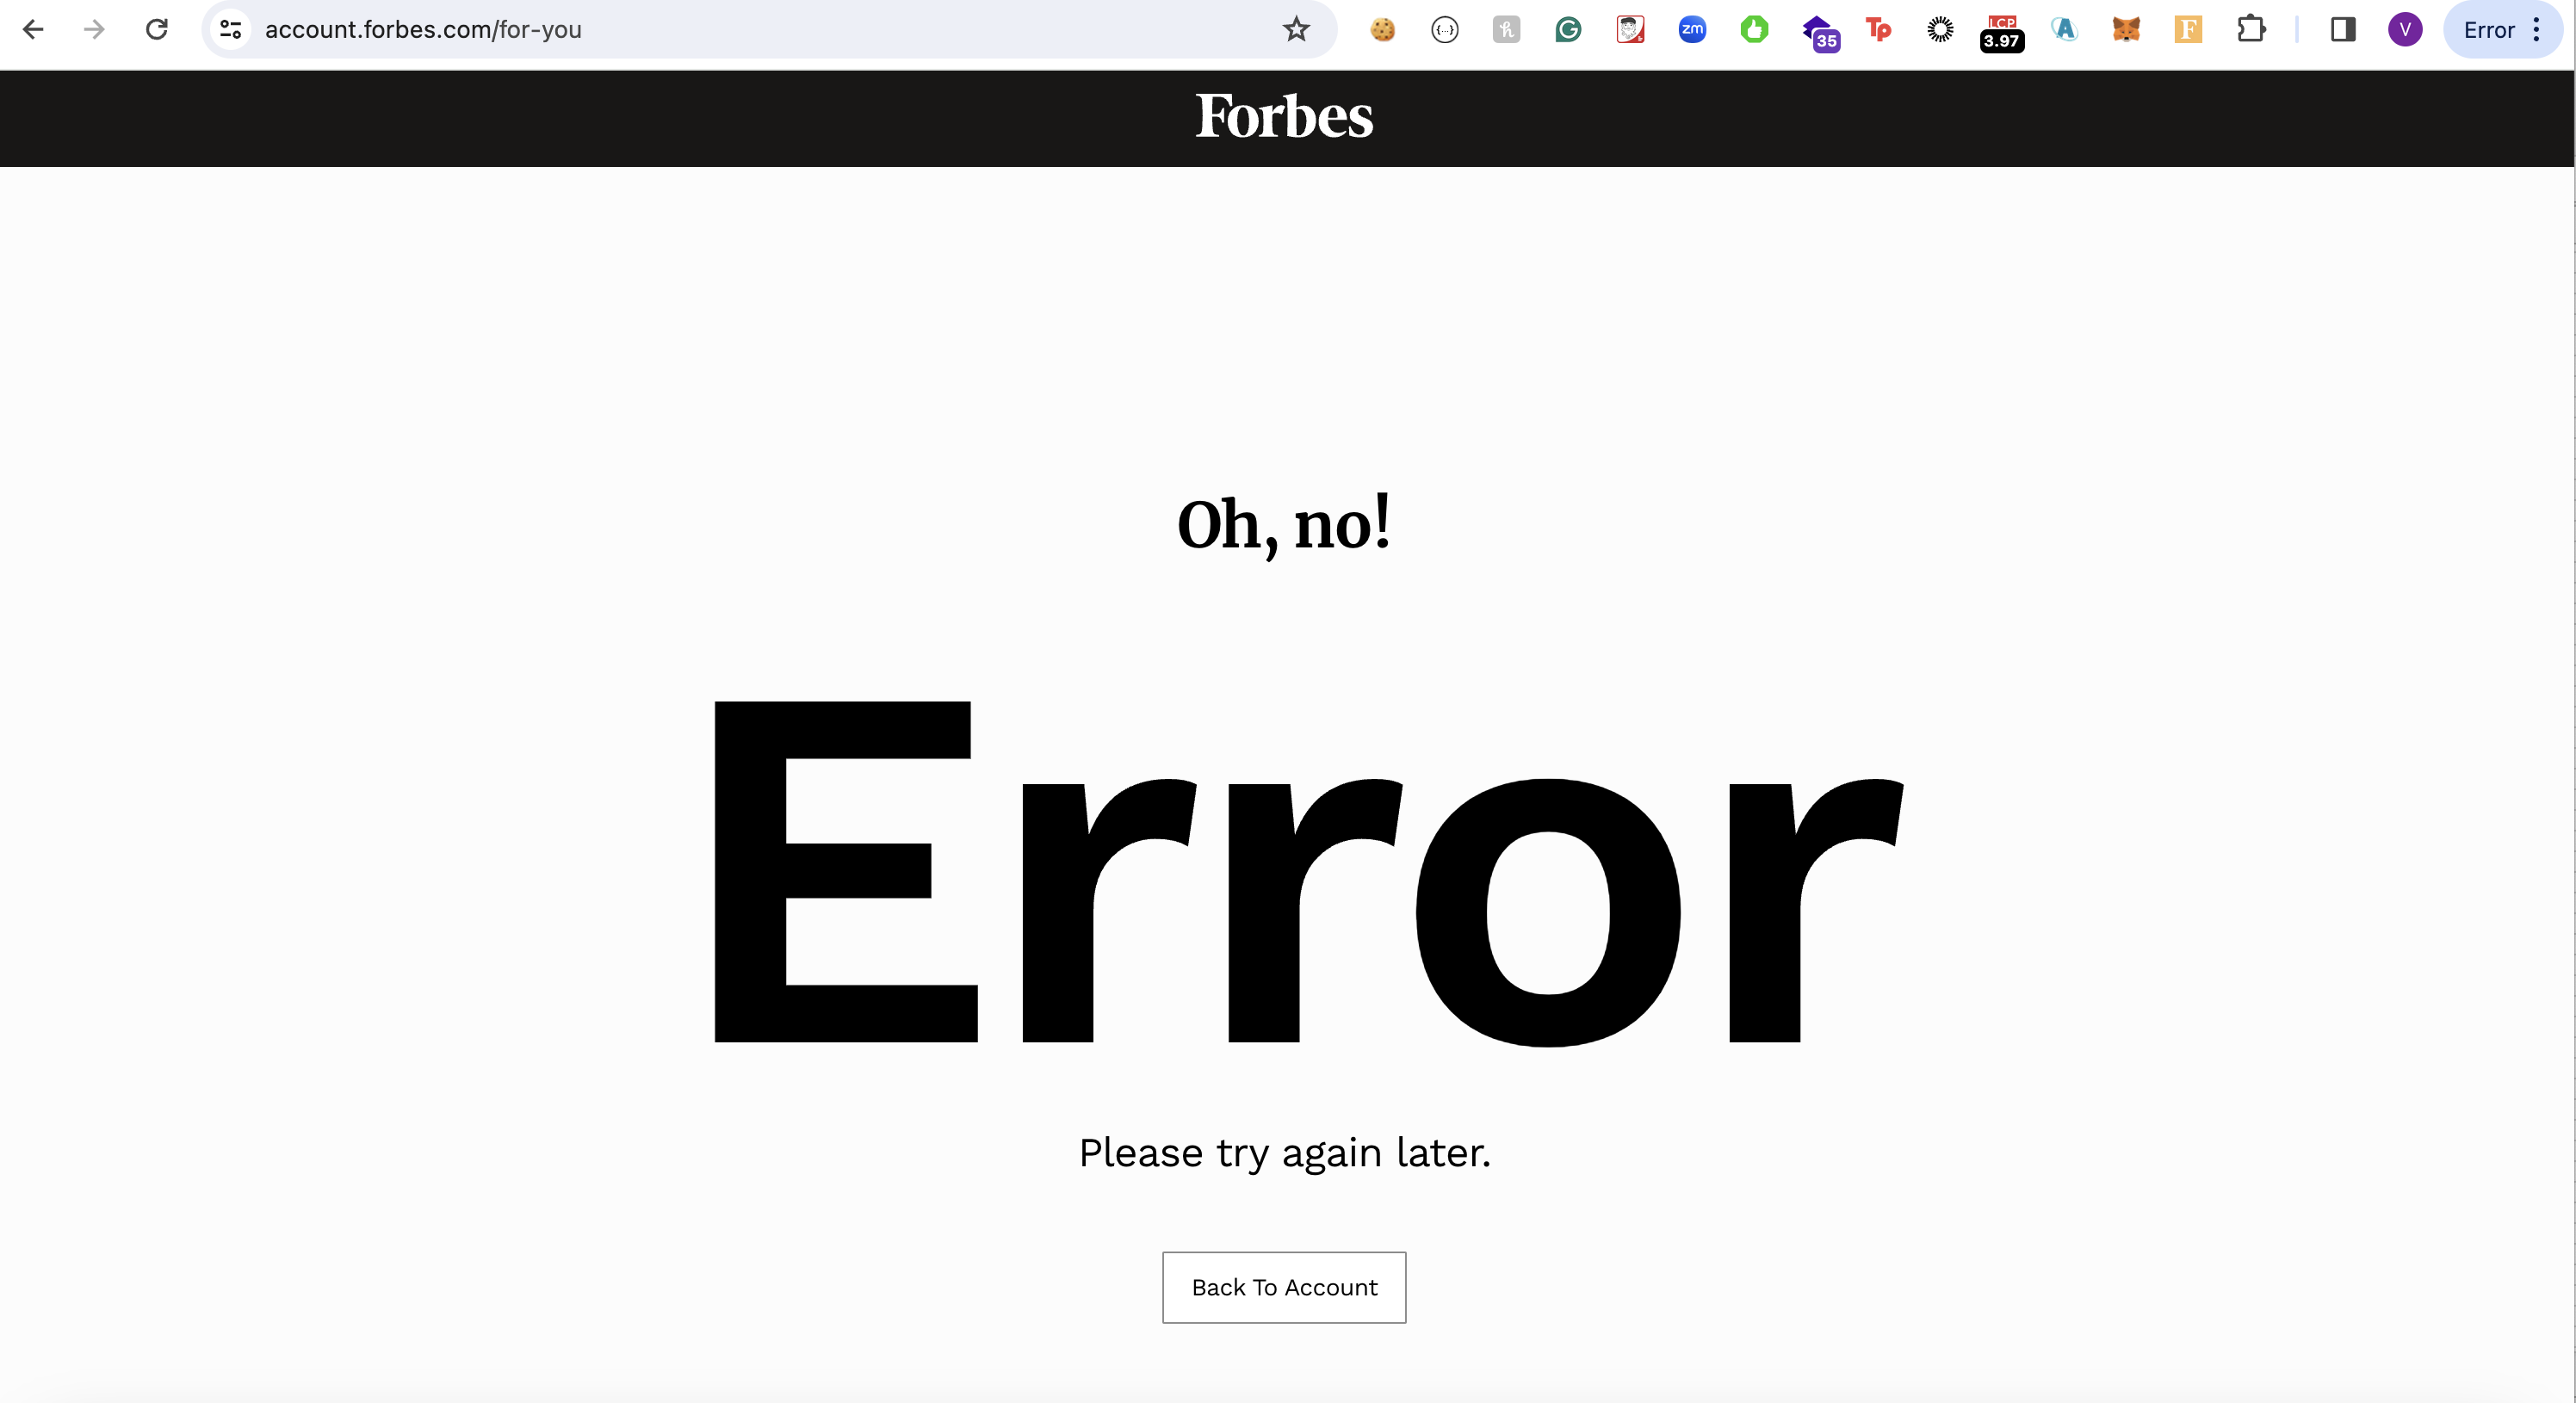 account.forbes.com/for-you
{...}
h
G
zm
35
Tp
LCP
3.97
A
F
V
Error
Forbes
Oh, no!
Error
Please try again later.
Back To Account